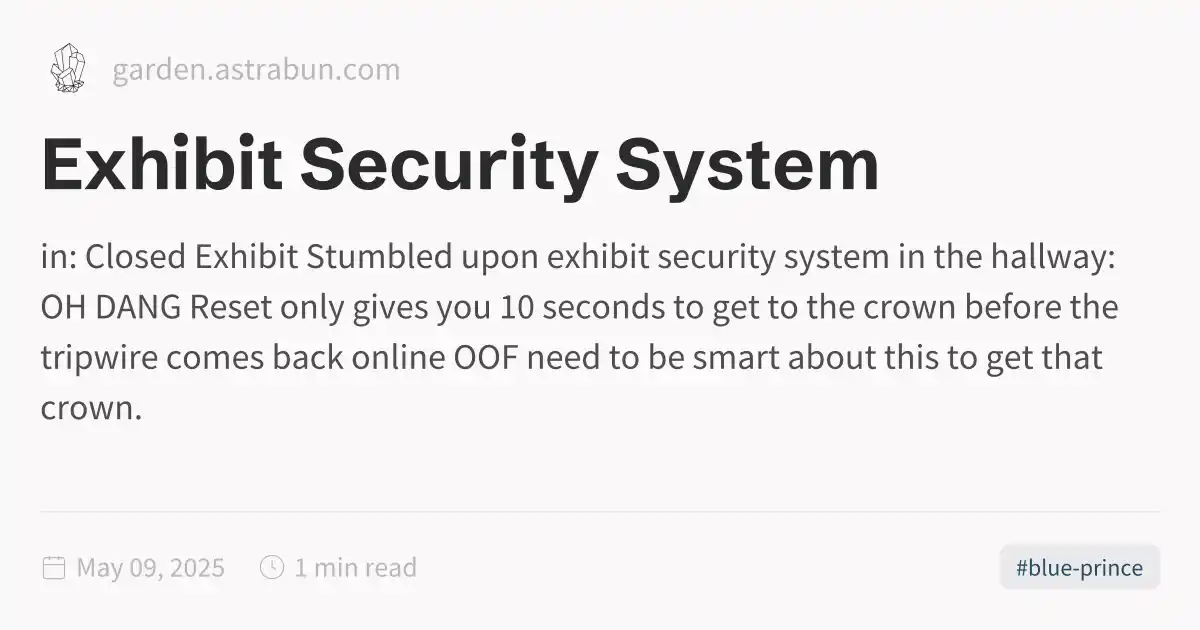 garden.astrabun.com
Exhibit Security System
in: Closed Exhibit Stumbled upon exhibit security system in the hallway:
OH DANG Reset only gives you 10 seconds to get to the crown before the
tripwire comes back online OOF need to be smart about this to get that
crown.
May 09, 2025 1 min read #blue-prince